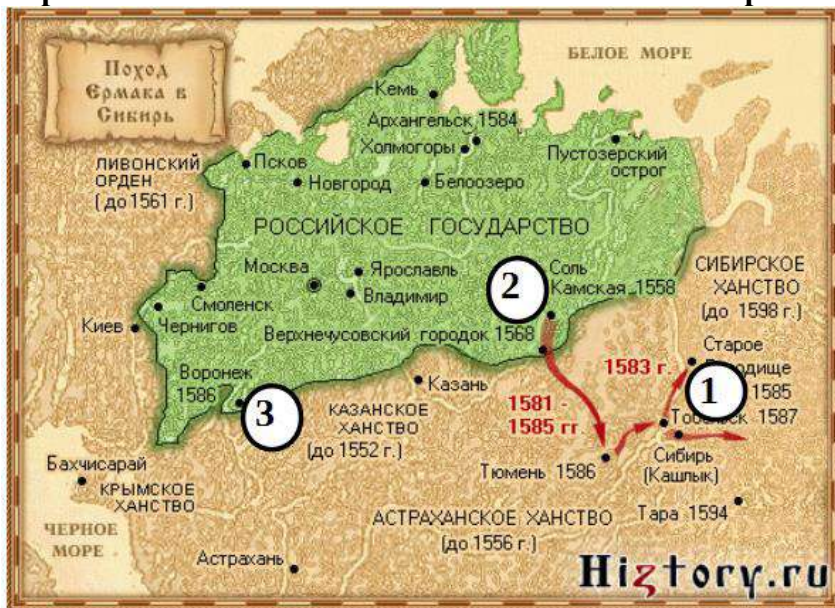 Поход
Ермака в
Сибирь
БЕЛОЕ МОРЕ
Кемь
Архангельск 1584
Холмогоры
Пустозерский
острог
ЛИВОНСКИЙ
ОРДЕН
(до 1561 г.)
Псков
Новгород
Белоозеро
РОССИЙСКОЕ ГОСУДАРСТВО
Москва
Ярославль
Владимир
2
Соль
Камская 1558
СИБИРСКОЕ
ХАНСТВО
(до 1598 г.)
Смоленск
Киев
Чернигов
Верхнечусовский городок 1568
Старое
1583 г.
1
1585
Воронеж
1586
3
Казань
КАЗАНСКОЕ
ХАНСТВО
(до 1552 г.)
1581 -
1585 гг
1587
Сибирь
(Кашлык)
Тюмень 1586
Бахчисарай
КРЫМСКОЕ
ХАНСТВО
ЧЕРНОЕ
МОРЕ
АСТРАХАНСКОЕ ХАНСТВО
(до 1556 г.)
Тара 1594
Астрахань
Hiztory.ru